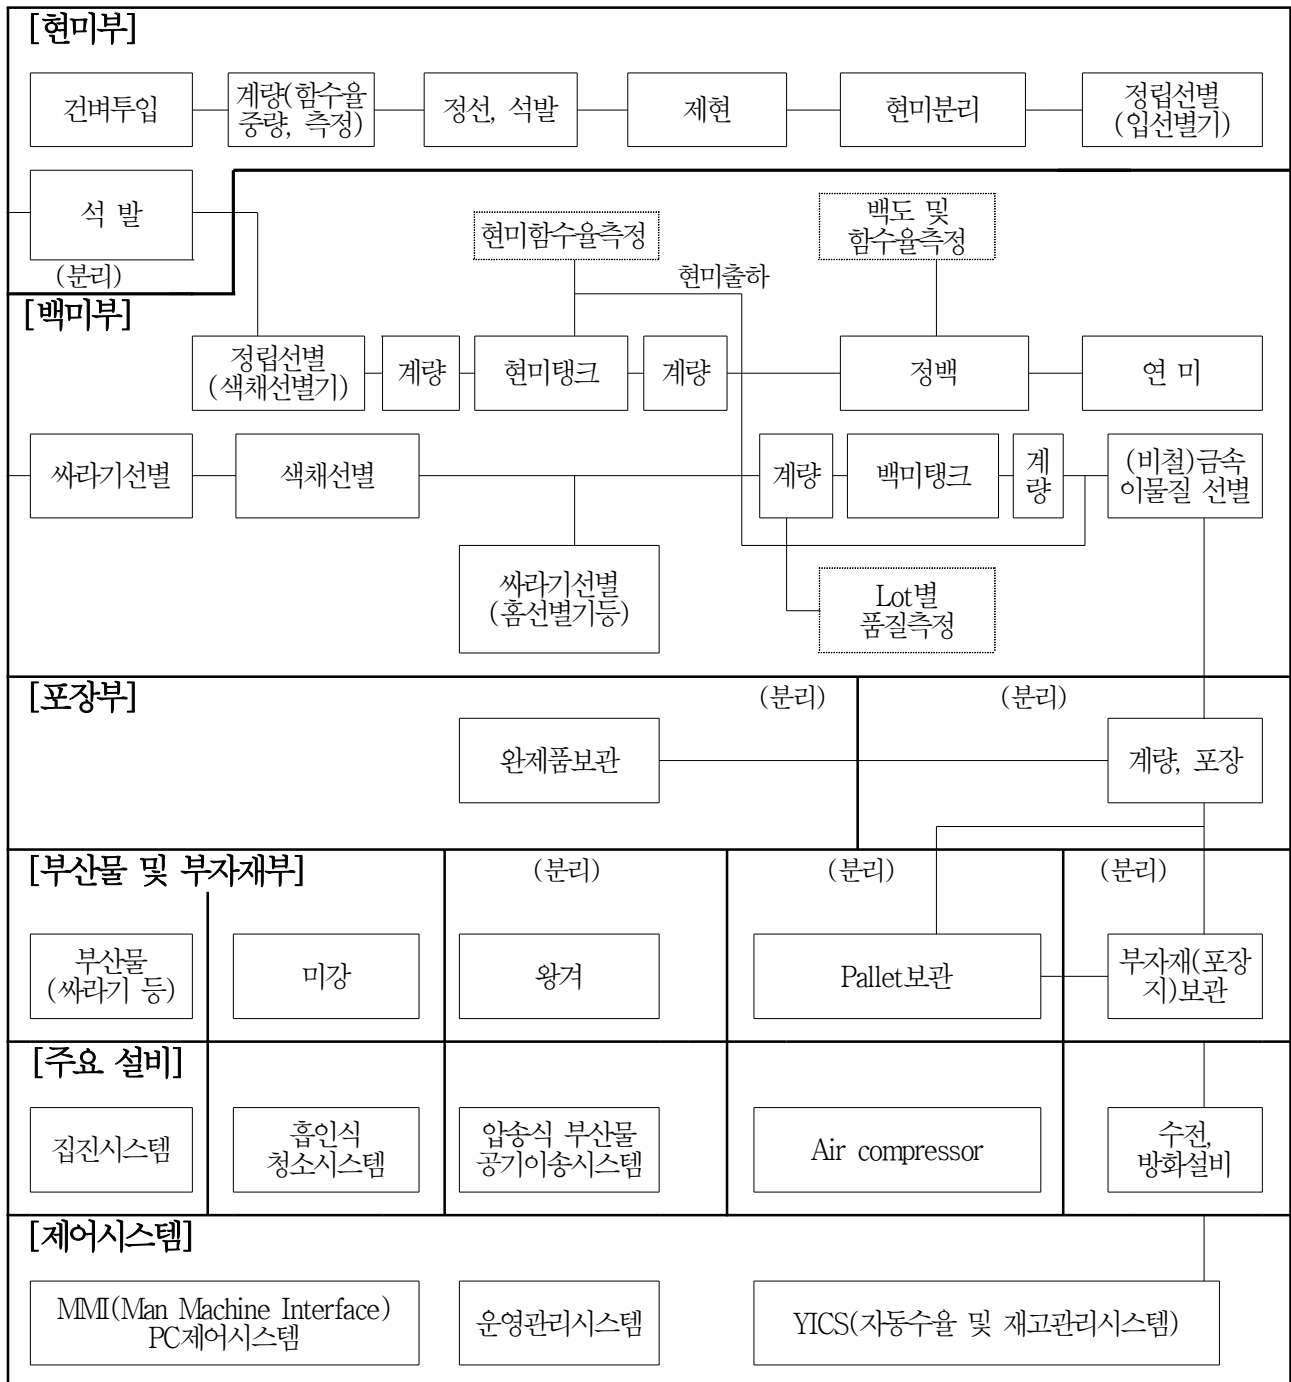 [현미부]
건벼투입
계량(함수율
중량, 측정)
정선, 석발
제현
현미분리
정립선별
(입선별기)
석 발
(분리)
현미함수율측정
백도 및
함수율측정
현미출하
[백미부]
정립선별
(색채선별기)
계량
현미탱크
계량
정백
연 미
싸라기선별
색채선별
계량
백미탱크
계
량
(비철)금속
이물질 선별
싸라기선별
(홈선별기등)
Lot별
품질측정
[포장부]
(분리)
(분리)
완제품보관
계량, 포장
[부산물 및 부자재부]
(분리)
(분리)
(분리)
부산물
(싸라기 등)
미강
왕겨
Pallet보관
부자재(포장
지)보관
[주요 설비]
집진시스템
흡인식
청소시스템
압송식 부산물
공기이송시스템
Air compressor
수전,
방화설비
[제어시스템]
MMI(Man Machine Interface)
PC제어시스템
운영관리시스템
YICS(자동수율 및 재고관리시스템)